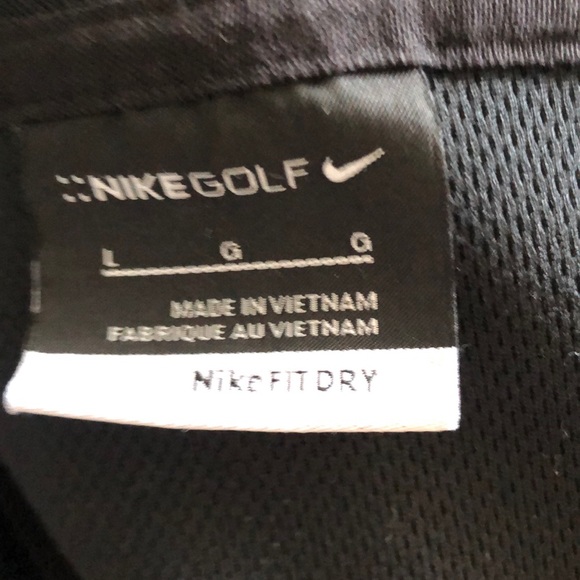 ::NIKEGOLF
L G G
MADE IN VIETNAM
FABRIQUE AU VIETNAM
Nike FIT DRY